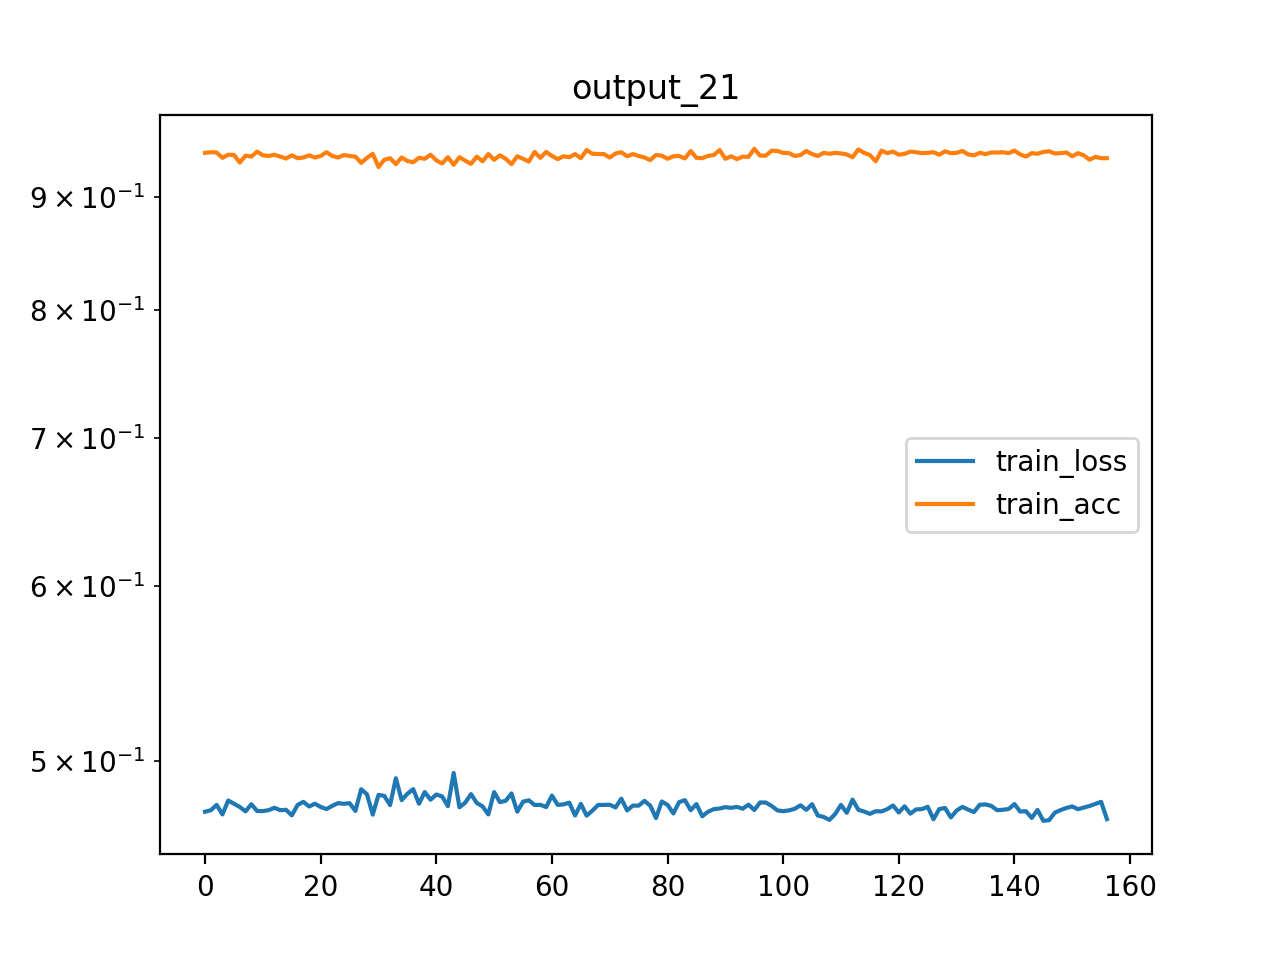 output_21
9 × 10⁻¹
8 × 10⁻¹
7 × 10⁻¹
6 × 10⁻¹
5 × 10⁻¹
train_loss
train_acc
0 20 40 60 80 100 120 140 160